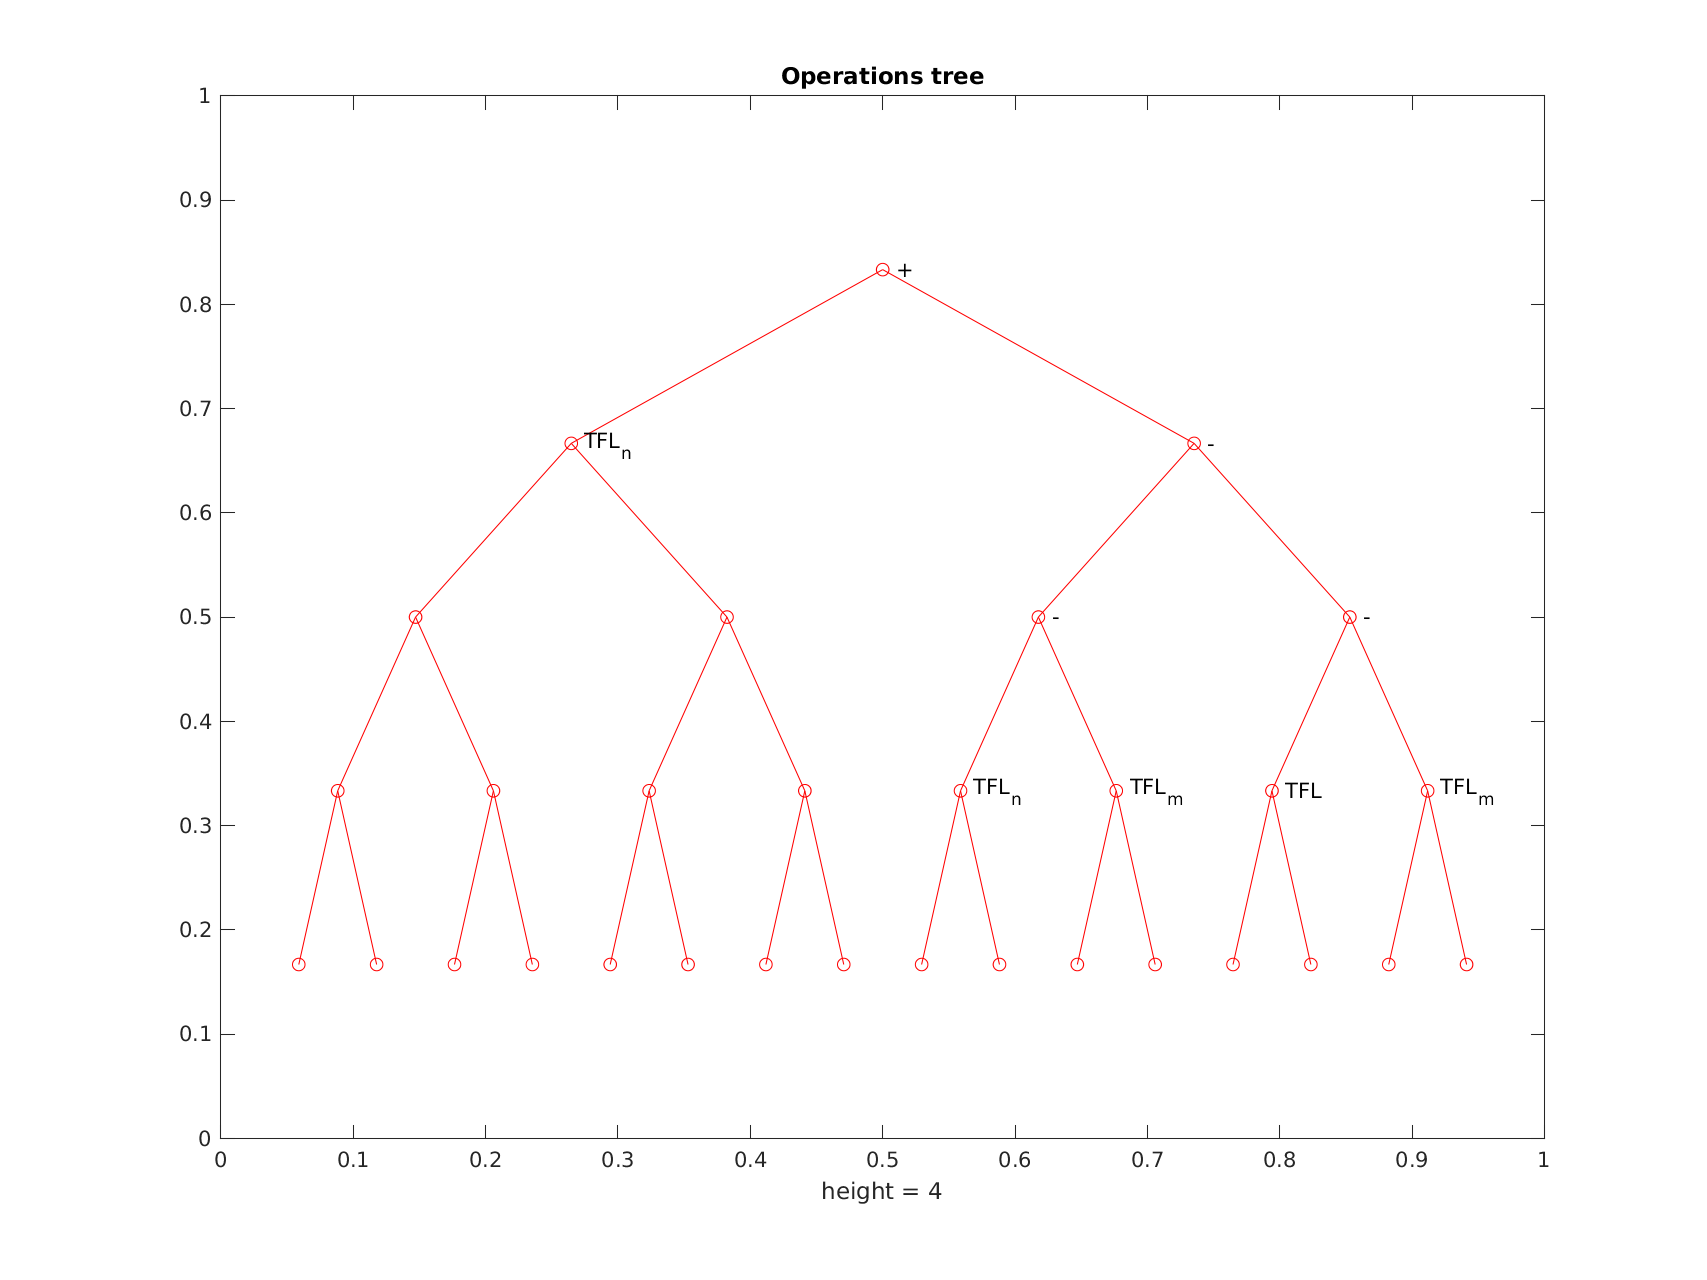 Operations tree
1
0.9
+
0.8
0.7
TFL_n -
0.6
0.5 - -
0.4
TFL_n TFL_m TFL TFL_m
0.3
0.2
0.1
0
0 0.1 0.2 0.3 0.4 0.5 0.6 0.7 0.8 0.9 1
height = 4